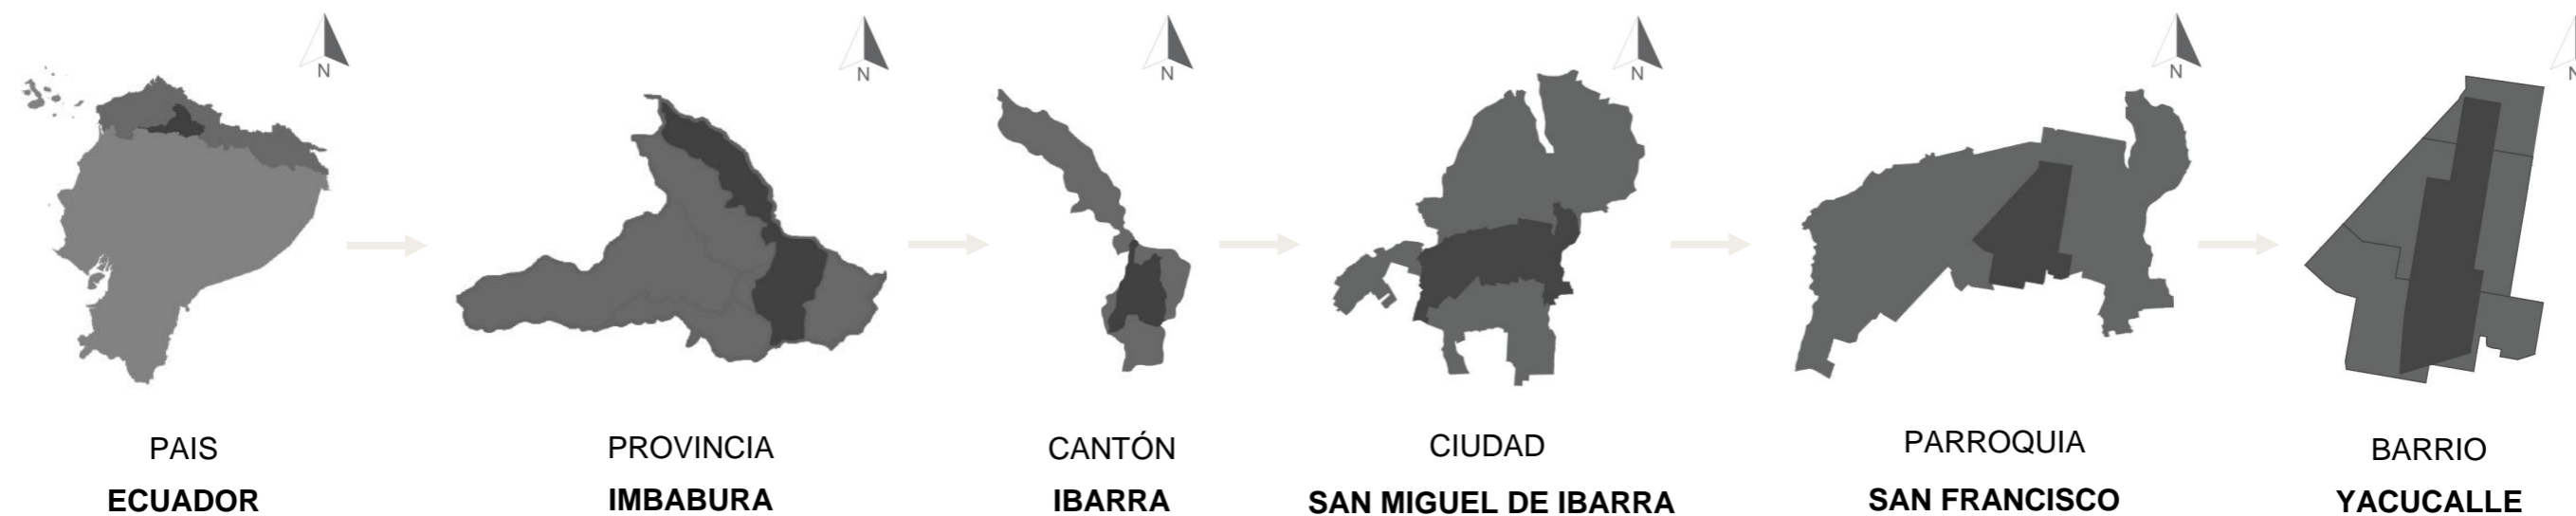 N
N
N
N
N
N
PAIS
ECUADOR
PROVINCIA
IMBABURA
CANTÓN
IBARRA
CIUDAD
SAN MIGUEL DE IBARRA
PARROQUIA
SAN FRANCISCO
BARRIO
YACUCALLE